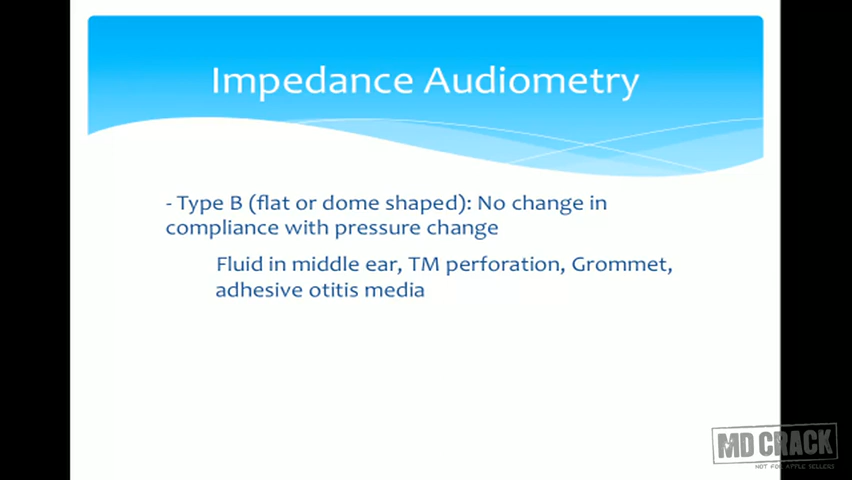 Impedance Audiometry
- Type B (flat or dome shaped): No change in
compliance with pressure change
Fluid in middle ear, TM perforation, Grommet,
adhesive otitis media
MD CRACK
NOT FOR APPLE SELLERS